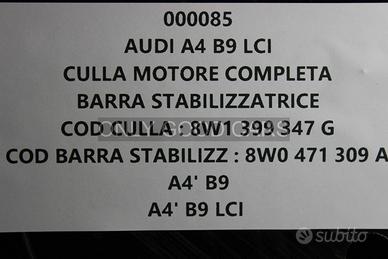 000085
AUDI A4 B9 LCI
CULLA MOTORE COMPLETA
BARRA STABILIZZATRICE
COD CULLA : 8W1 399 347 G
COD BARRA STABILIZZ : 8W0 471 309 A
A4' B9
A4' B9 LCI
subito